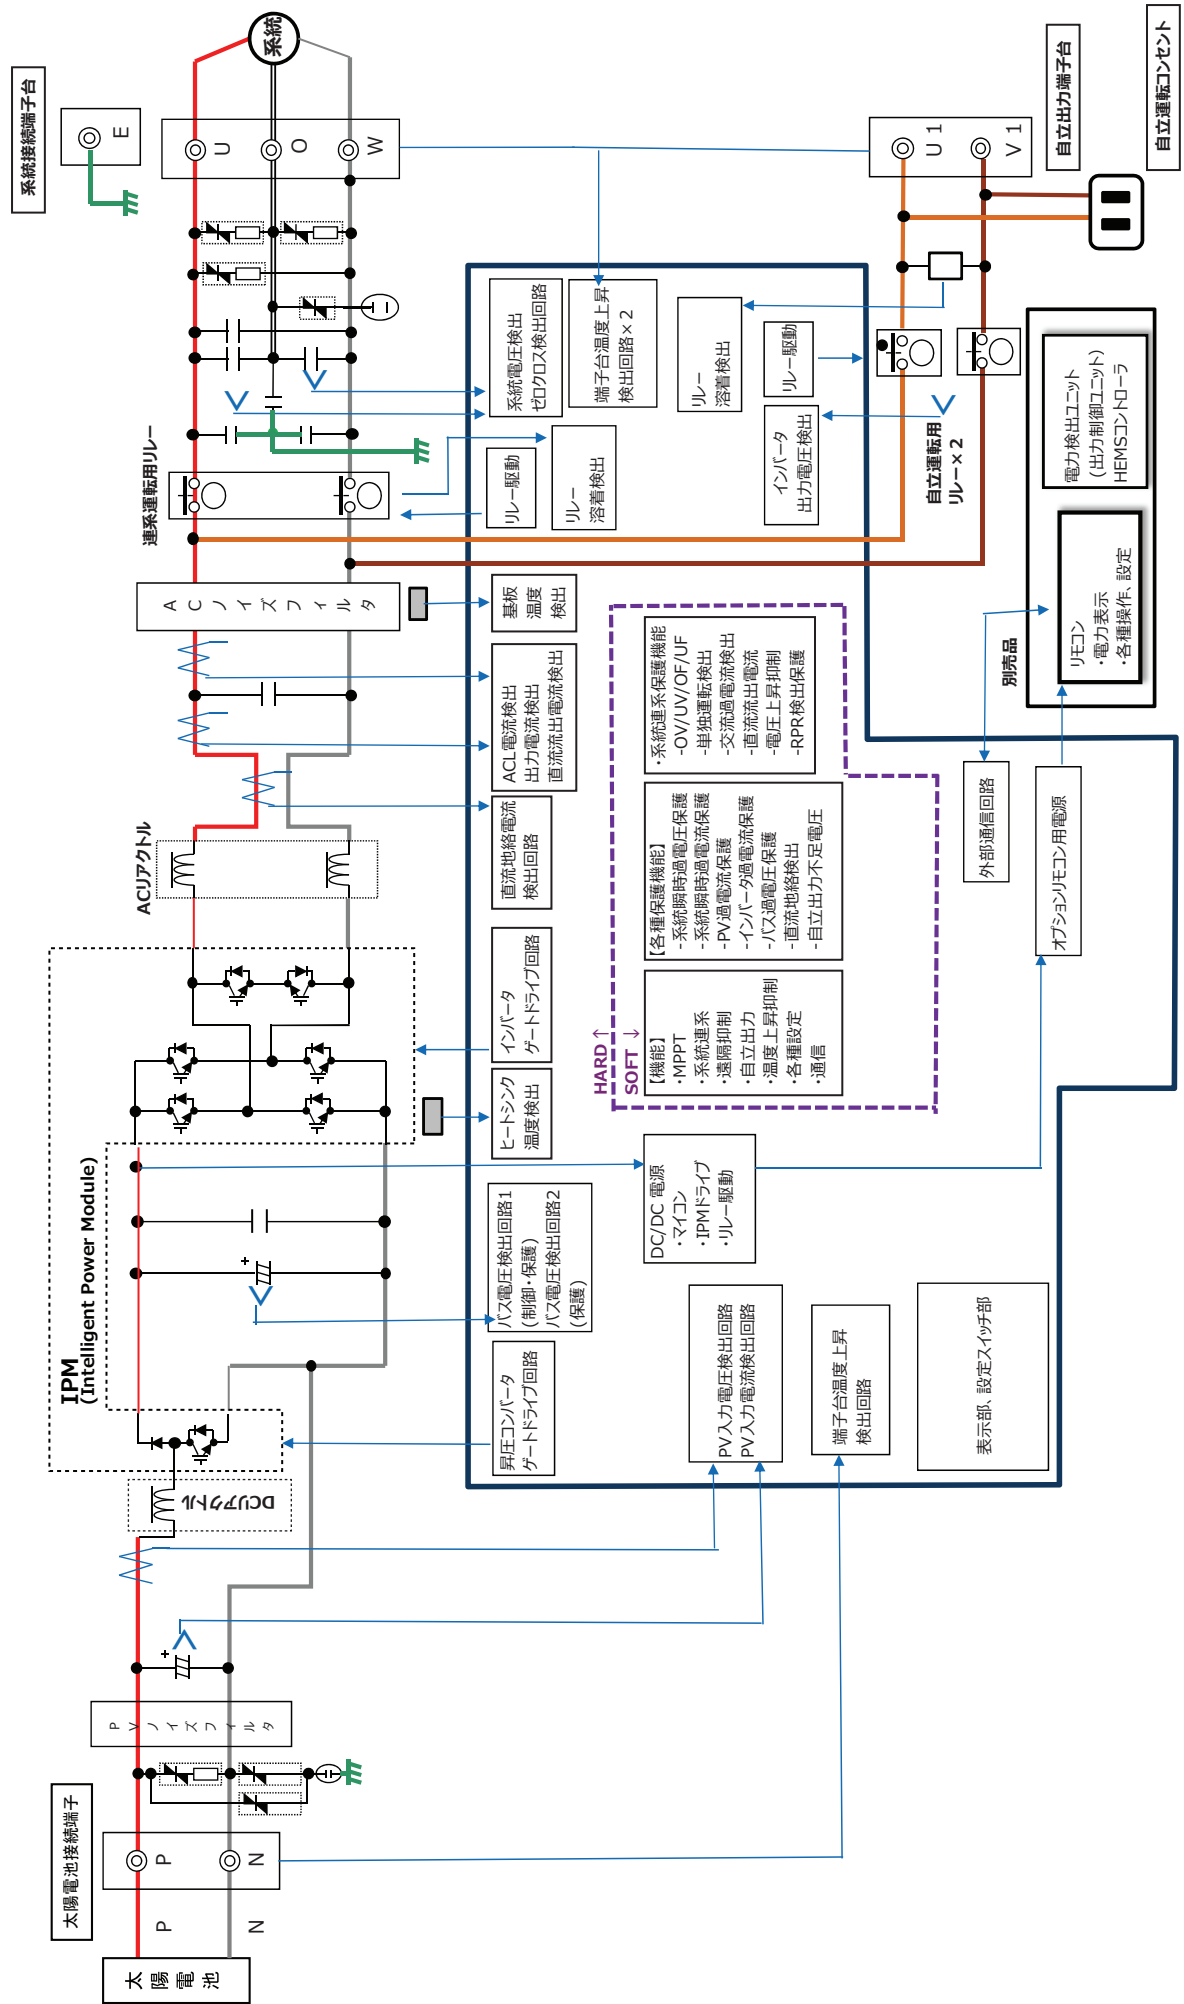 太陽電池
P
N
太陽電池接続端子
P
N
PVノイズフィルタ
+
DCリアクトル
IPM
(Intelligent Power Module)
+
ACリアクトル
ACノイズフィルタ
連系運転用リレー
系統接続端子台
E
U
O
W
系統
昇圧コンバータ
ゲートドライブ回路
バス電圧検出回路1
(制御・保護)
バス電圧検出回路2
(保護)
ヒートシンク
温度検出
インバータ
ゲートドライブ回路
直流地絡電流
検出回路
ACL電流検出
出力電流検出
直流流出電流検出
基板
温度
検出
リレー駆動
リレー
溶着検出
系統電圧検出
ゼロクロス検出回路
端子台温度上昇
検出回路×2
リレー
溶着検出
リレー駆動
インバータ
出力電圧検出
自立運転用
リレー×2
U1
V1
自立出力端子台
自立運転コンセント
PV入力電圧検出回路
PV入力電流検出回路
端子台温度上昇
検出回路
表示部、設定スイッチ部
DC/DC 電源
・マイコン
・IPMドライブ
・リレー駆動
HARD↑
SOFT ↓
【機能】
・MPPT
・系統連系
・遠隔抑制
・自立出力
・温度上昇抑制
・各種設定
・通信
【各種保護機能】
-系統瞬時過電圧保護
-系統瞬時過電流保護
-PV過電流保護
-インバータ過電流保護
-バス過電圧保護
-直流地絡検出
-自立出力不足電圧
・系統連系保護機能
-OV/UV/OF/UF
-単独運転検出
-交流過電流検出
-直流流出電流
-電圧上昇抑制
-RPR検出保護
オプションリモコン用電源
外部通信回路
別売品
リモコン
・電力表示
・各種操作、設定
電力検出ユニット
(出力制御ユニット)
HEMSコントローラ